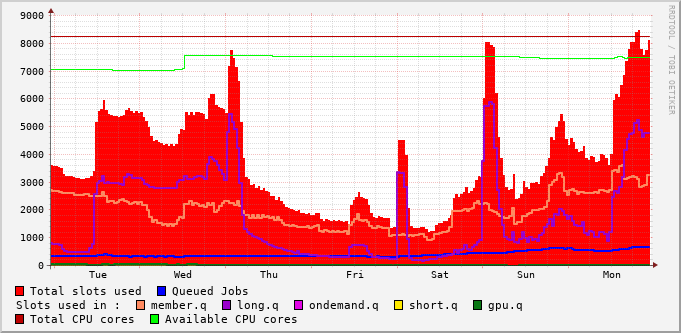 9000
8000
7000
6000
5000
4000
3000
2000
1000
0
Tue Wed Thu Fri Sat Sun Mon
RRDTOOL / TOBI OETIKER
Total slots used Queued Jobs
Slots used in : member.q long.q ondemand.q short.q gpu.q
Total CPU cores Available CPU cores